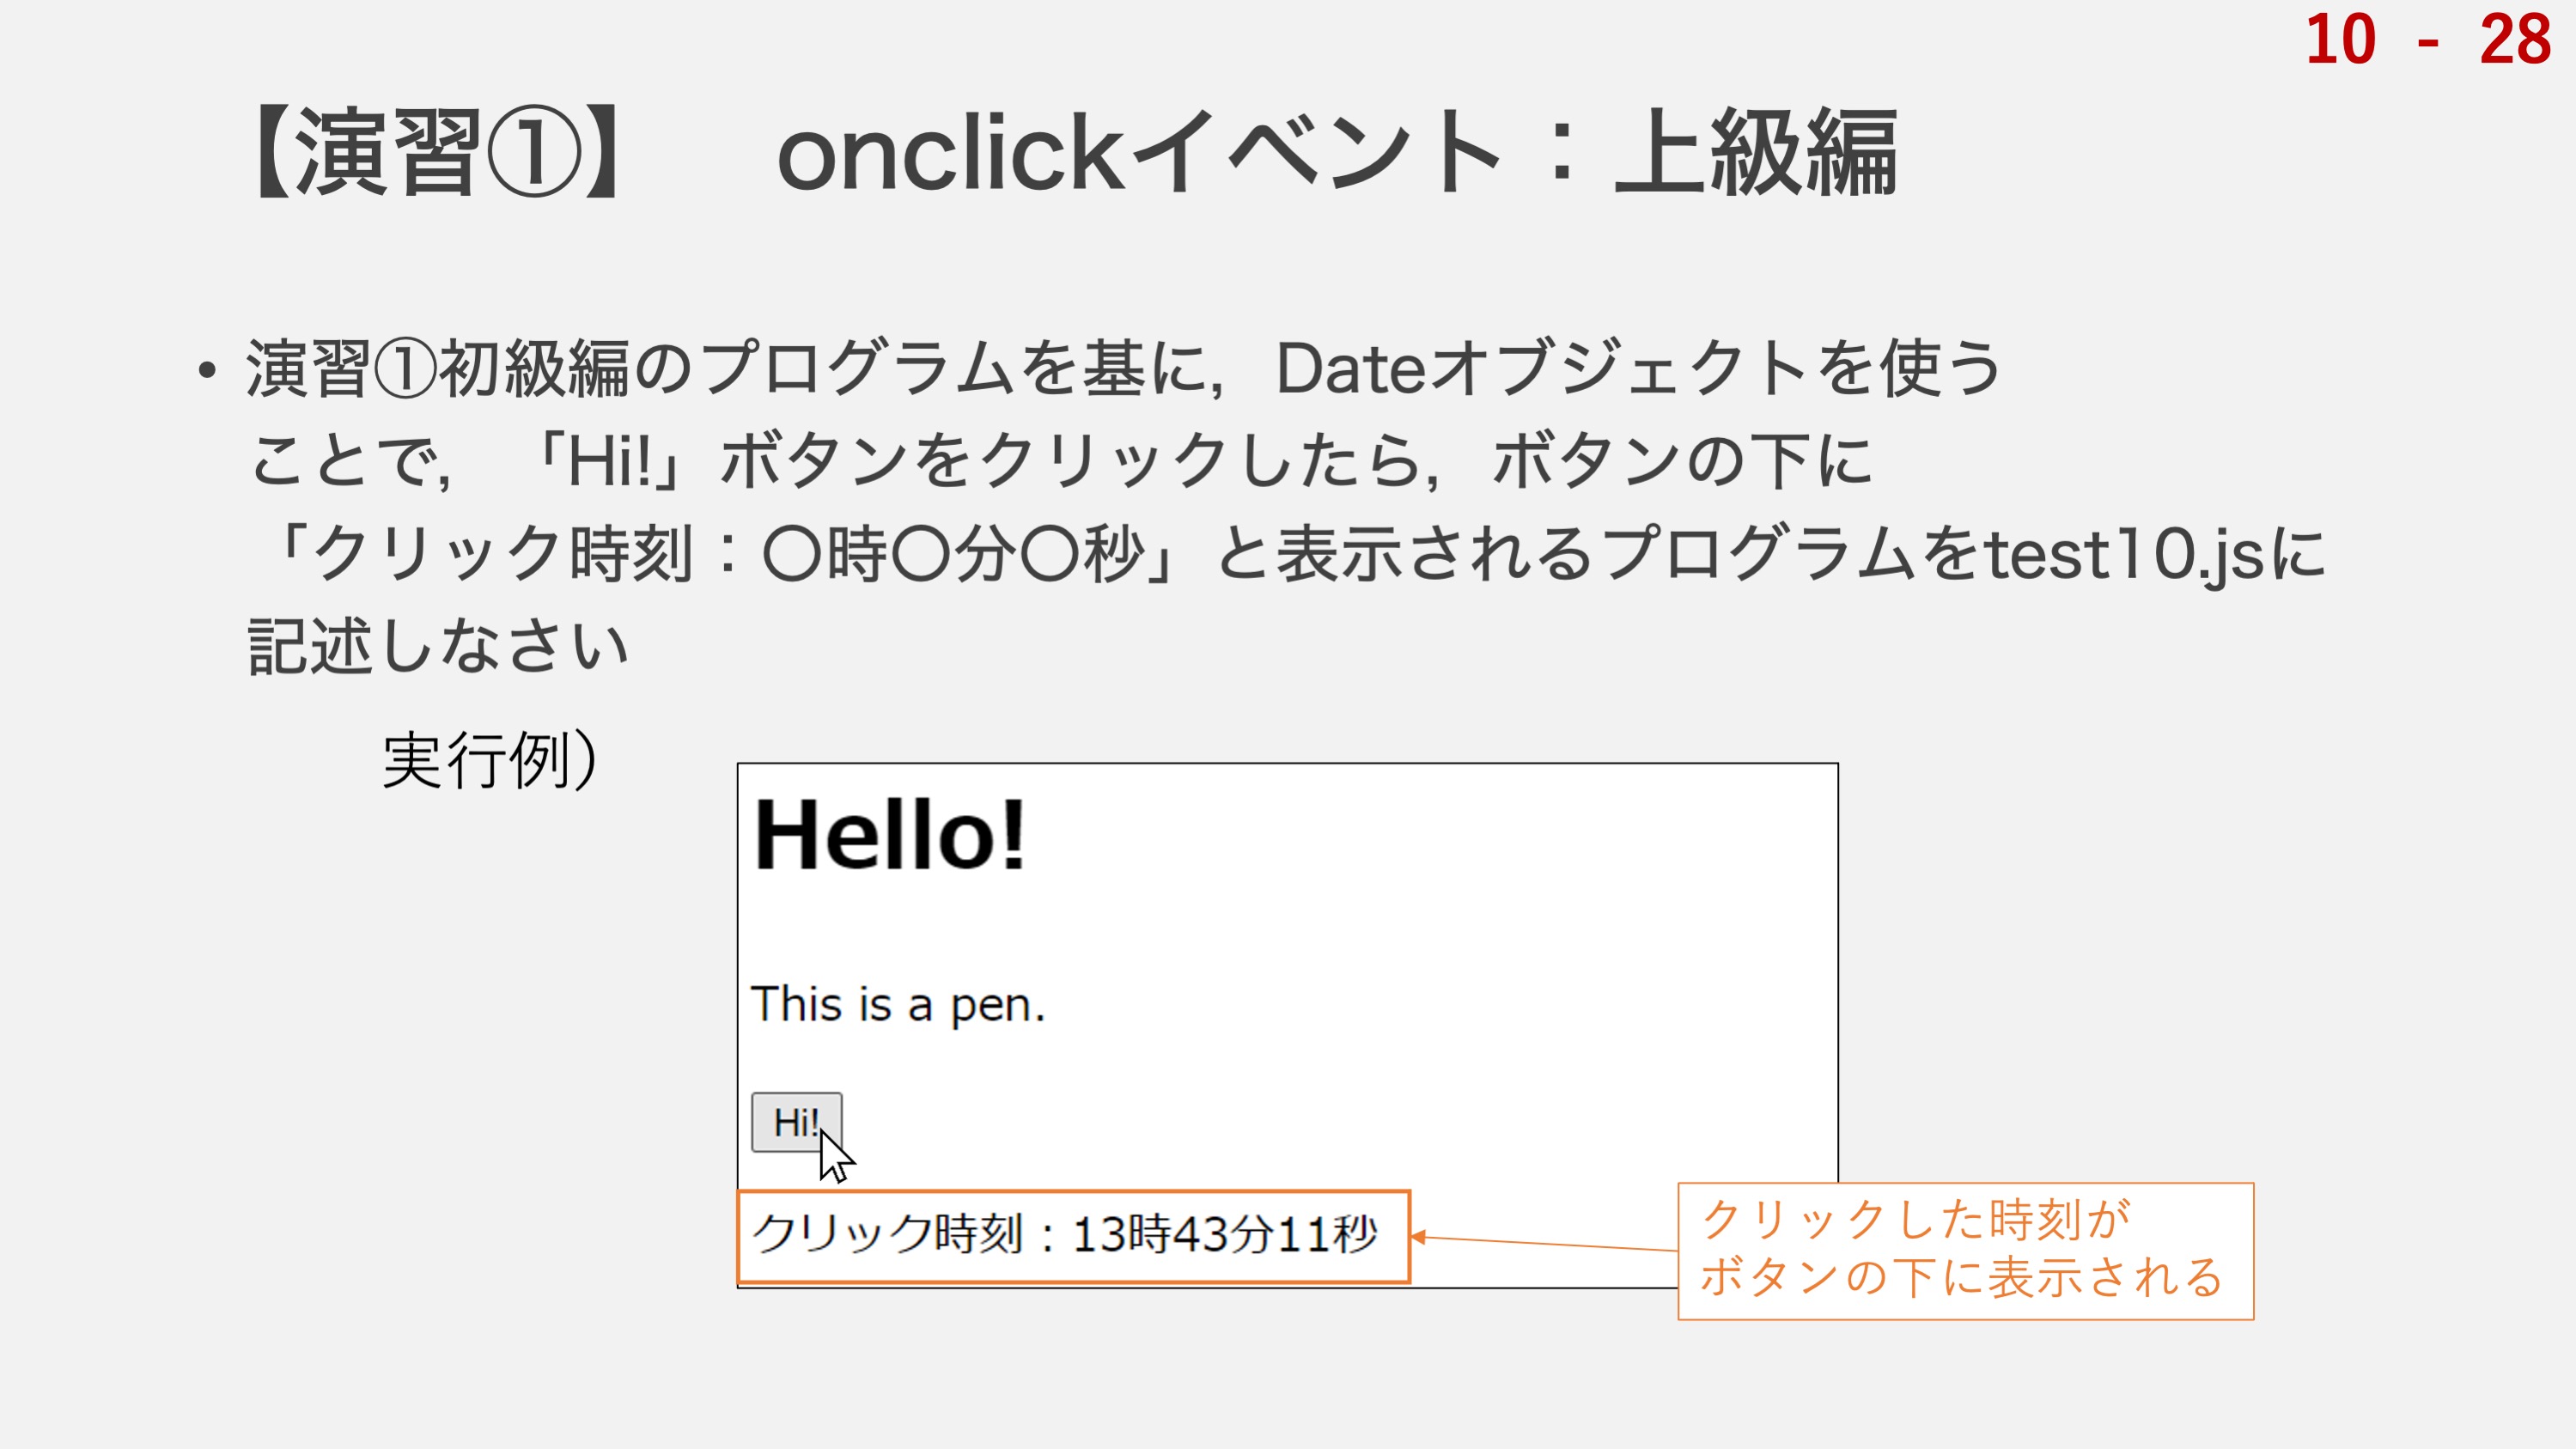 10 - 28
【演習①】　onclickイベント：上級編
• 演習①初級編のプログラムを基に，Dateオブジェクトを使う
ことで，「Hi!」ボタンをクリックしたら，ボタンの下に
「クリック時刻：〇時〇分〇秒」と表示されるプログラムをtest10.jsに
記述しなさい
実行例）
Hello!
This is a pen.
Hi!
クリック時刻：13時43分11秒
クリックした時刻が
ボタンの下に表示される